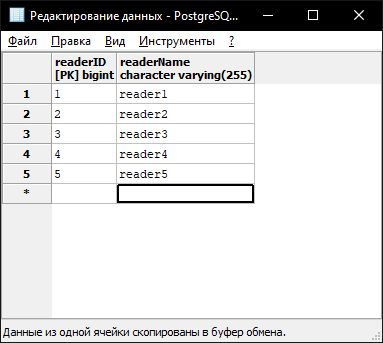 Редактирование данных - PostgreSQ...
Файл Правка Вид Инструменты ?
readerID readerName
[PK] bigint character varying(255)
1 1 reader1
2 2 reader2
3 3 reader3
4 4 reader4
5 5 reader5
*
Данные из одной ячейки скопированы в буфер обмена.